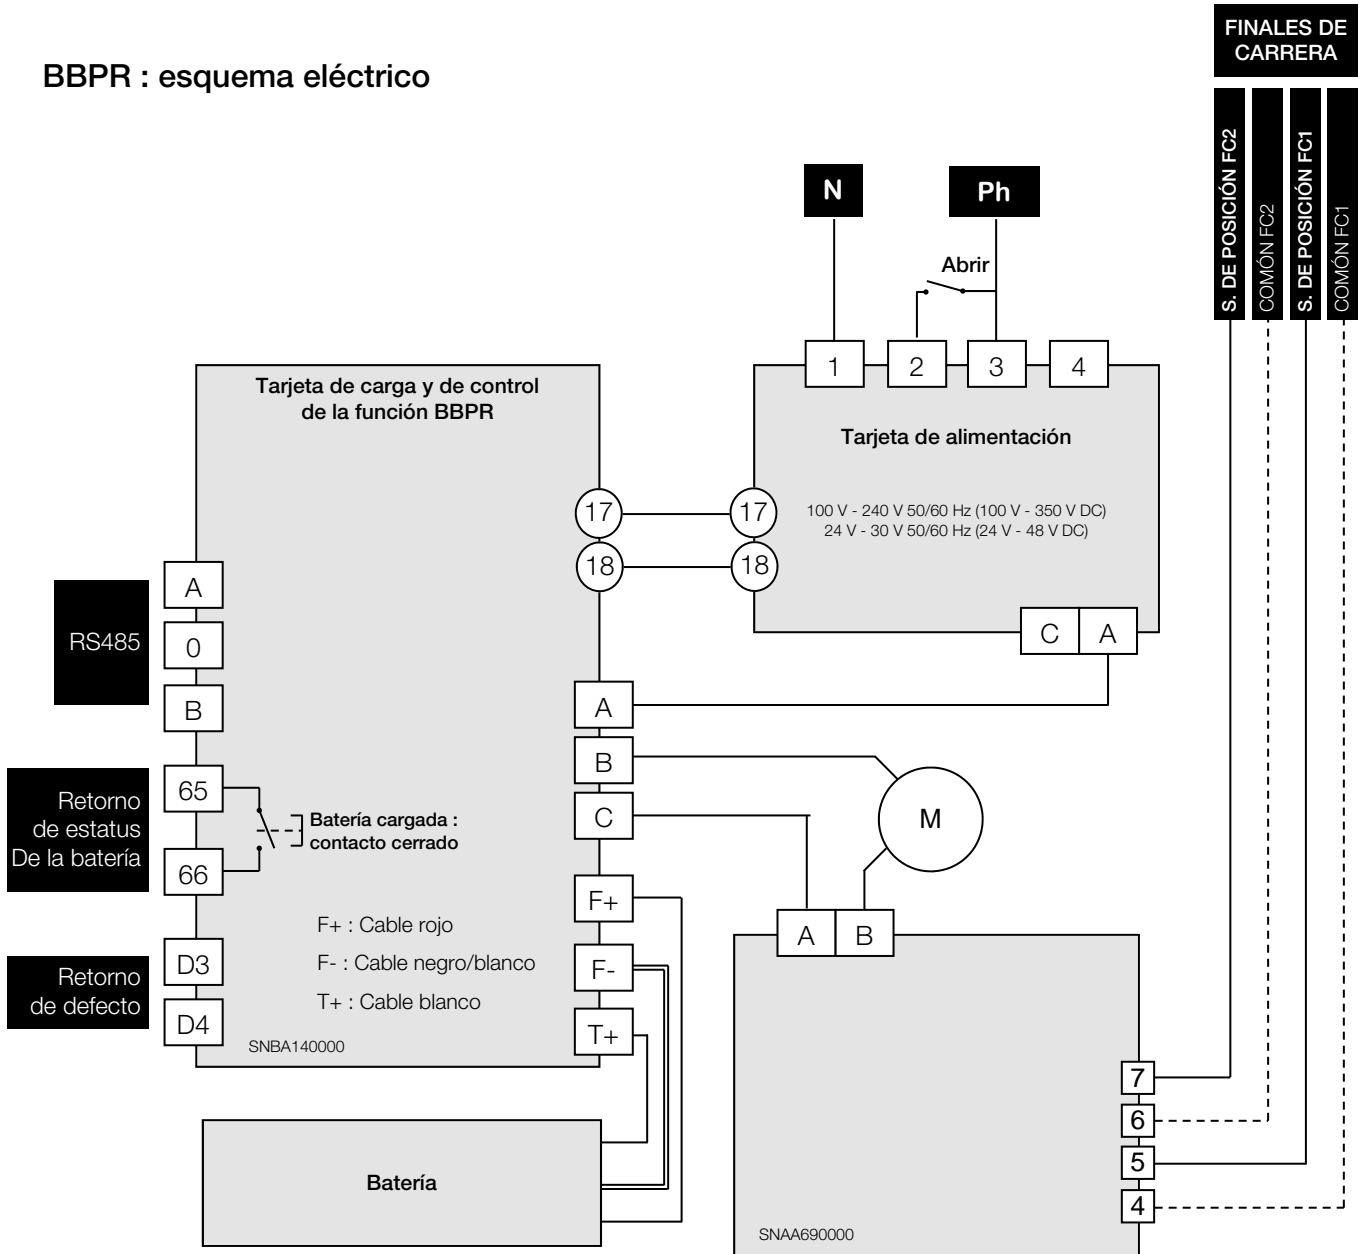 BBPR : esquema eléctrico
FINALES DE
CARRERA
S. DE POSICIÓN FC2
COMÓN FC2
S. DE POSICIÓN FC1
COMÓN FC1
N
Ph
Abrir
1
2
3
4
Tarjeta de alimentación
100 V - 240 V 50/60 Hz (100 V - 350 V DC)
24 V - 30 V 50/60 Hz (24 V - 48 V DC)
17
18
C
A
Tarjeta de carga y de control
de la función BBPR
17
18
RS485
A
0
B
A
B
C
Retorno
de estatus
De la batería
65
66
Batería cargada :
contacto cerrado
M
F+ : Cable rojo
F- : Cable negro/blanco
T+ : Cable blanco
F+
F-
T+
Retorno
de defecto
D3
D4
SNBA140000
Batería
A
B
7
6
5
4
SNAA690000